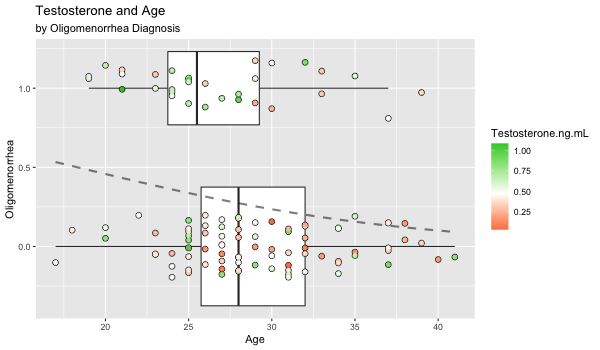 Testosterone and Age
by Oligomenorrhea Diagnosis
Oligomenorrhea
1.0
0.5
0.0
20 25 30 35 40
Age
Testosterone.ng.mL
1.00
0.75
0.50
0.25